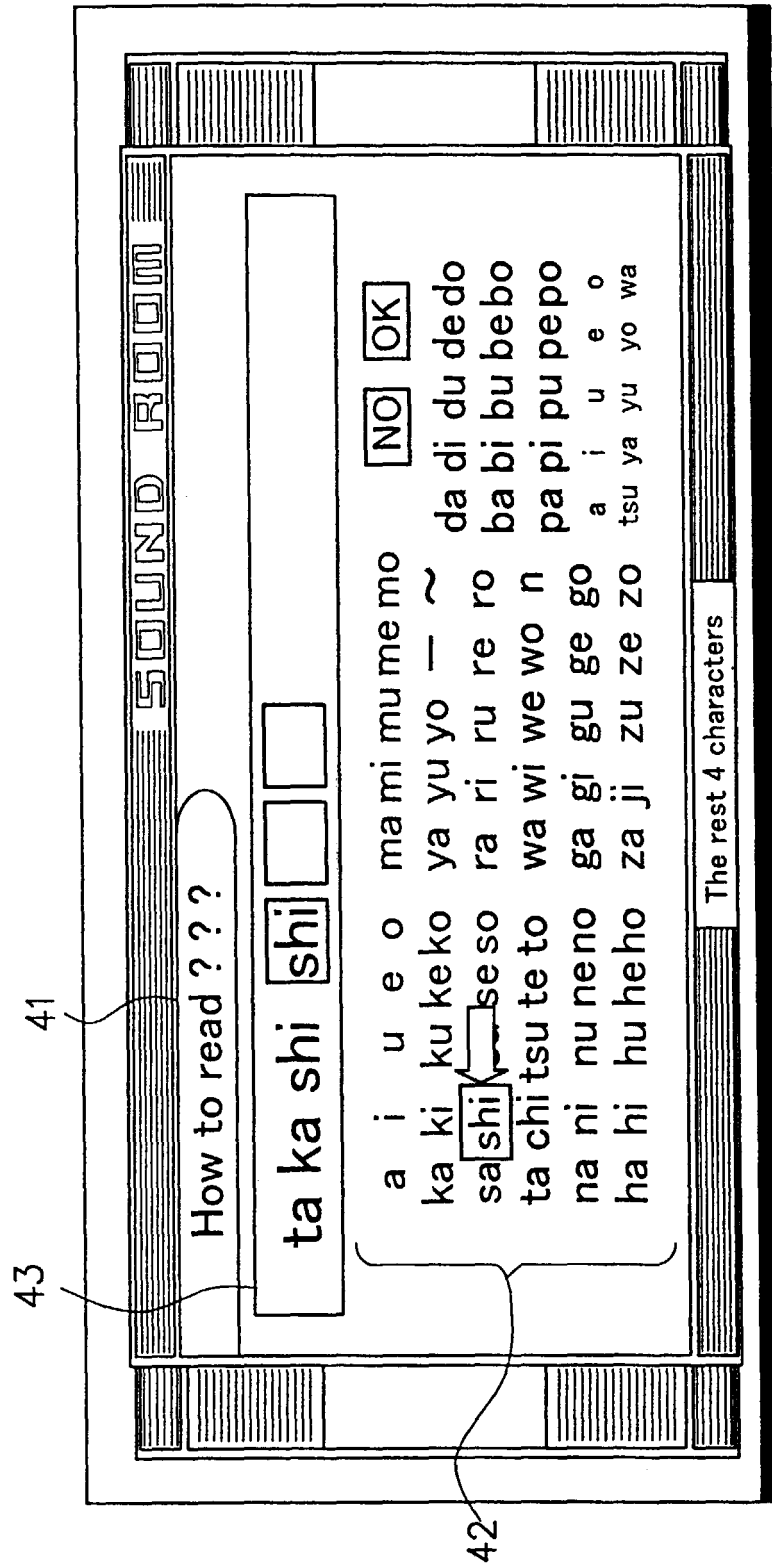 SOUND ROOM
41
How to read ? ? ?
43
ta ka shi shi
NO OK
a i u e o ma mi mu me mo
ka ki ku ke ko ya yu yo — ~ da di du de do
sa shi se so ra ri ru re ro ba bi bu be bo
ta chi tsu te to wa wi we wo n pa pi pu pe po
na ni nu ne no ga gi gu ge go a i u e o
ha hi hu he ho za ji zu ze zo tsu ya yu yo wa
42
The rest 4 characters